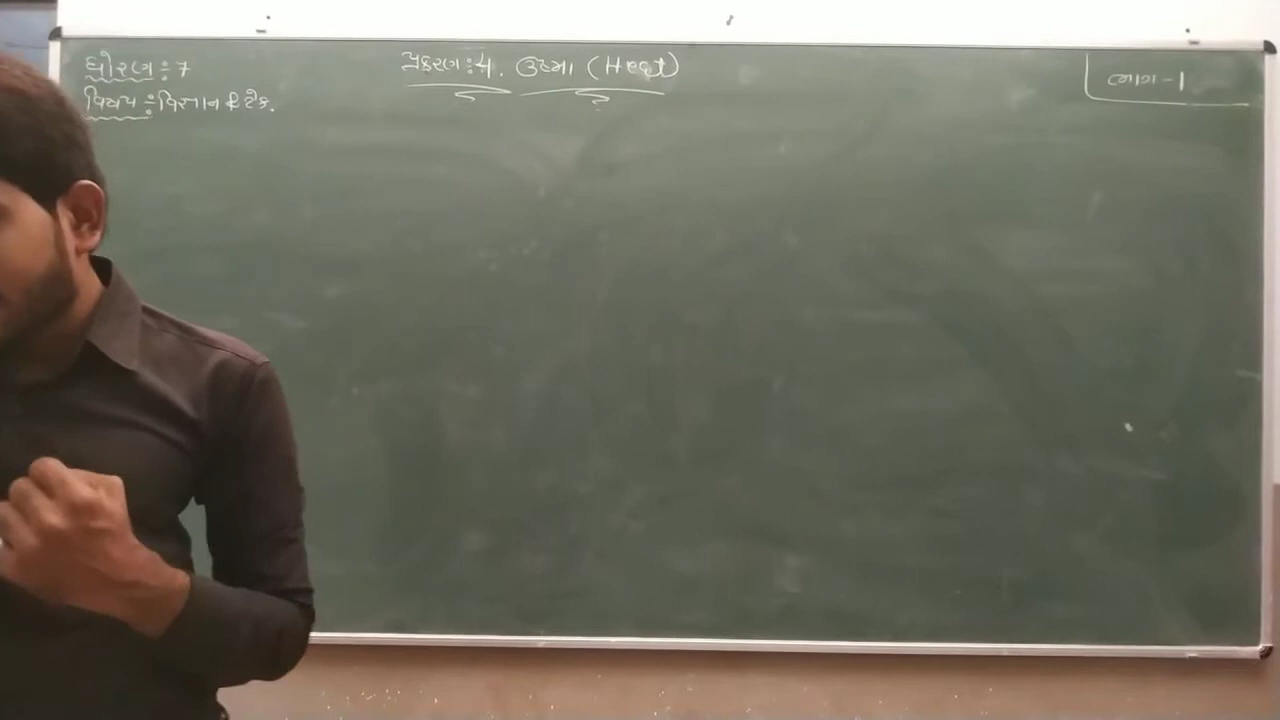 ધોરણ :- 7
વિષય :- વિજ્ઞાન & ટેક.
પ્રકરણ :- 4. ઉષ્મા (Heat)
ભાગ - 1